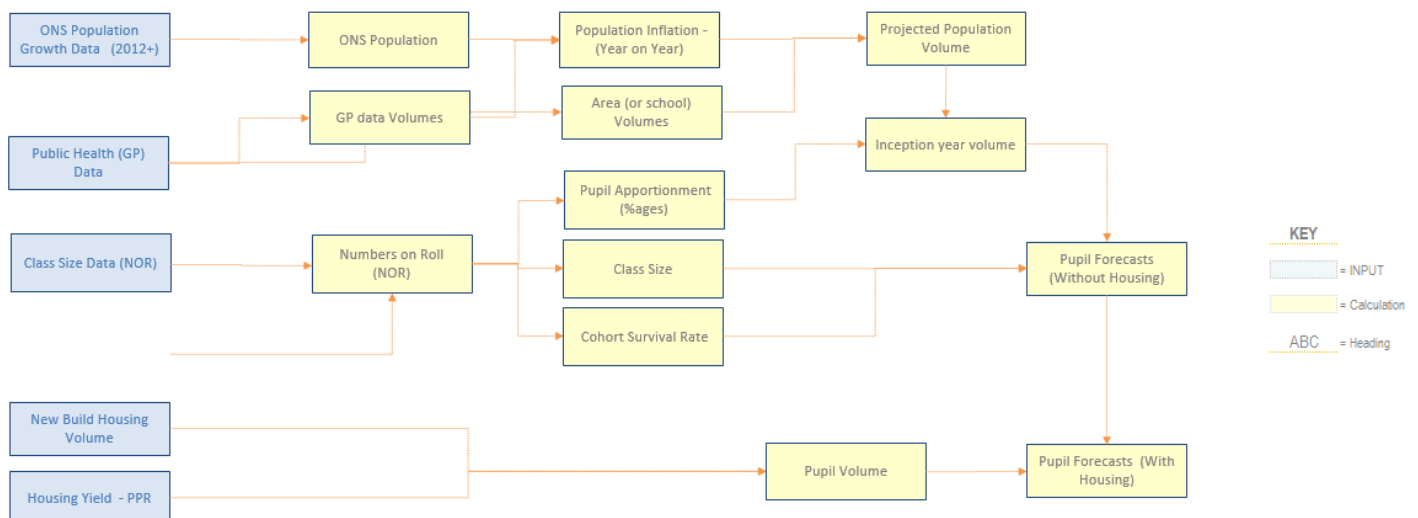 ONS Population
Growth Data (2012+)
ONS Population
Population Inflation -
(Year on Year)
Projected Population
Volume
GP data Volumes
Area (or school)
Volumes
Public Health (GP)
Data
Inception year volume
Pupil Apportionment
(%ages)
Class Size Data (NOR)
Numbers on Roll
(NOR)
Class Size
Pupil Forecasts
(Without Housing)
Cohort Survival Rate
New Build Housing
Volume
Housing Yield - PPR
Pupil Volume
Pupil Forecasts (With
Housing)
KEY
= INPUT
= Calculation
ABC = Heading